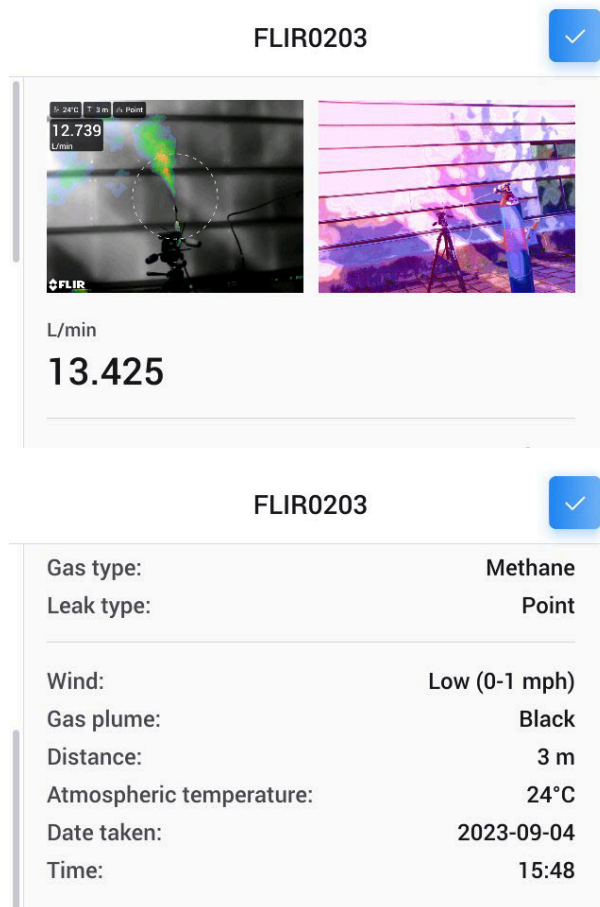 FLIR0203
24°C T 3 m Point
12.739
L/min
FLIR
L/min
13.425
FLIR0203
Gas type: Methane
Leak type: Point
Wind: Low (0-1 mph)
Gas plume: Black
Distance: 3 m
Atmospheric temperature: 24°C
Date taken: 2023-09-04
Time: 15:48